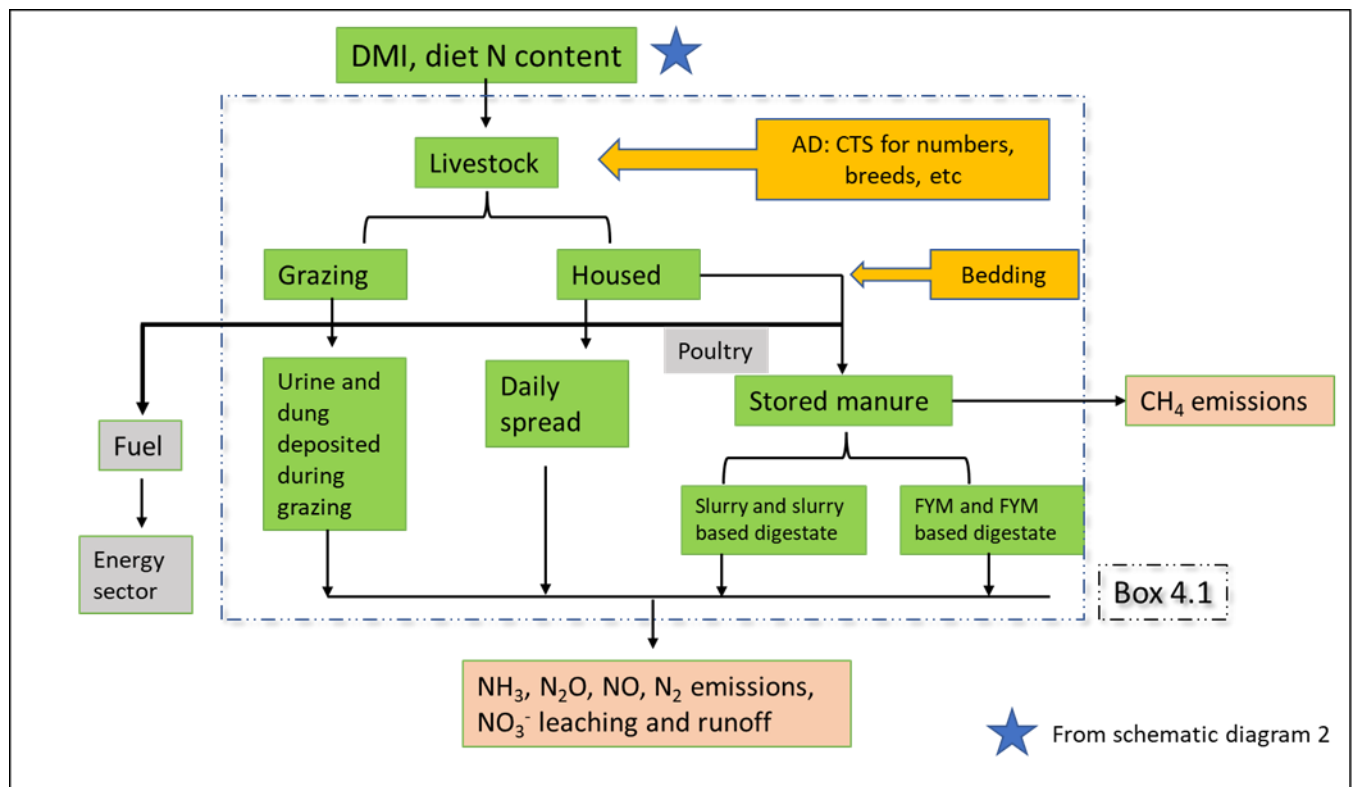 DMI, diet N content
Livestock
AD: CTS for numbers,
breeds, etc
Grazing
Housed
Bedding
Poultry
Urine and
dung
deposited
during
grazing
Daily
spread
Stored manure
CH₄ emissions
Fuel
Slurry and slurry
based digestate
FYM and FYM
based digestate
Energy
sector
Box 4.1
NH₃, N₂O, NO, N₂ emissions,
NO₃⁻ leaching and runoff
From schematic diagram 2